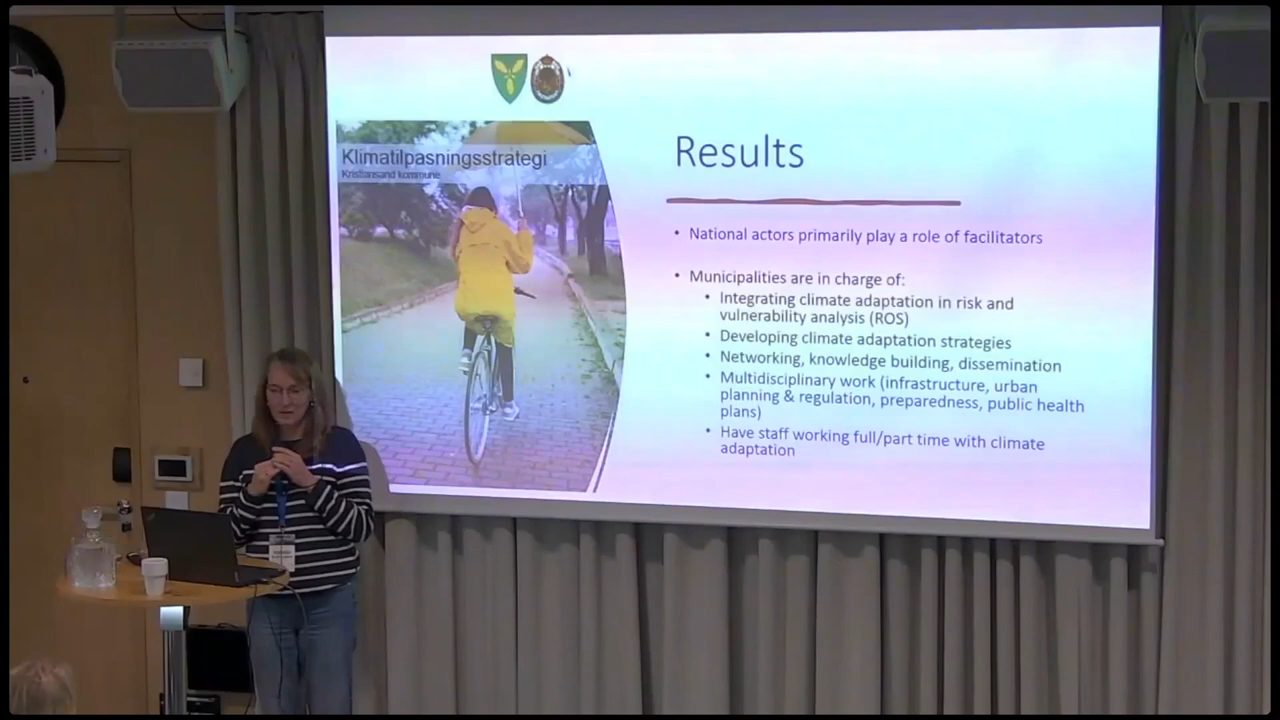 Klimatilpasningsstrategi
Kristiansand kommune
Results
• National actors primarily play a role of facilitators
• Municipalities are in charge of:
• Integrating climate adaptation in risk and
vulnerability analysis (ROS)
• Developing climate adaptation strategies
• Networking, knowledge building, dissemination
• Multidisciplinary work (infrastructure, urban
planning & regulation, preparedness, public health
plans)
• Have staff working full/part time with climate
adaptation